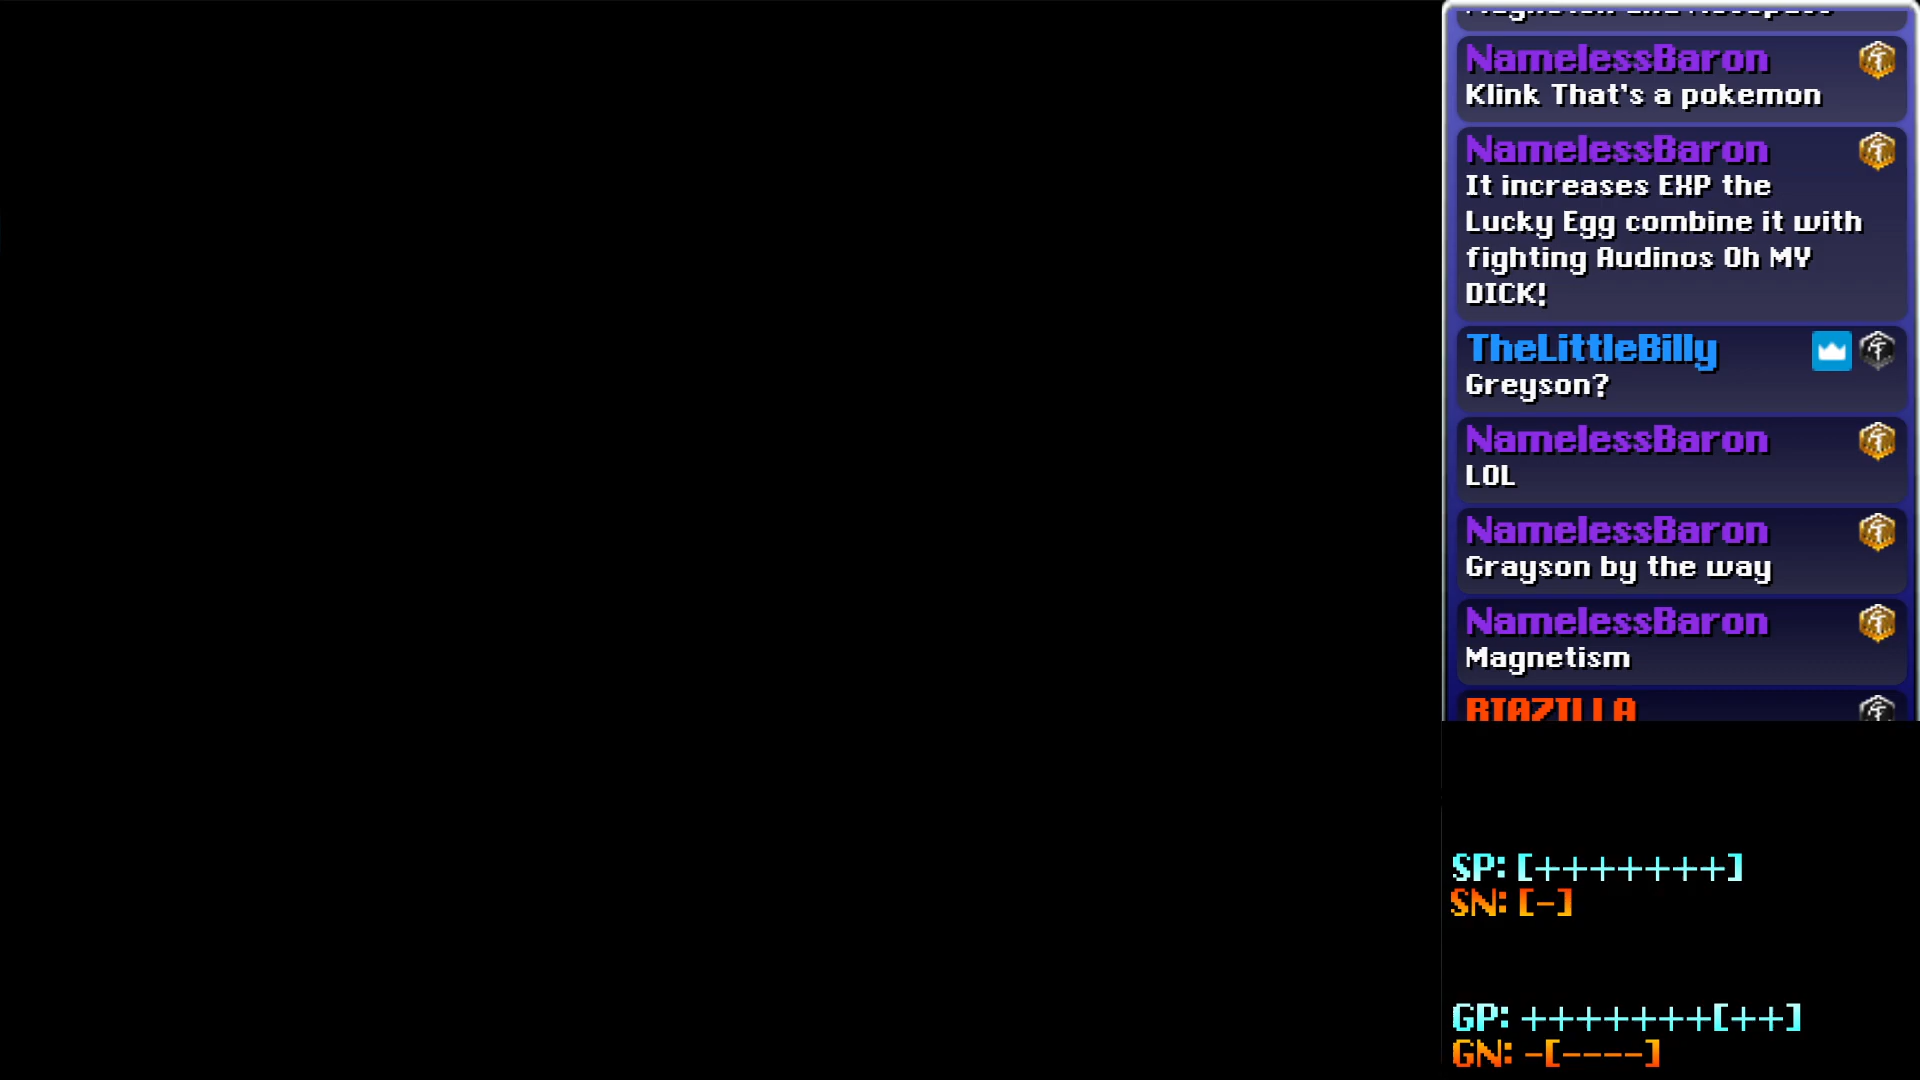 NamelessBaron
Klink That's a pokemon
NamelessBaron
It increases EXP the
Lucky Egg combine it with
fighting Audinos Oh MY
DICK!
TheLittleBilly
Greyson?
NamelessBaron
LOL
NamelessBaron
Grayson by the way
NamelessBaron
Magnetism
SP: [+++++++]
SN: [-]
GP: +++++++[++]
GN: -[----]